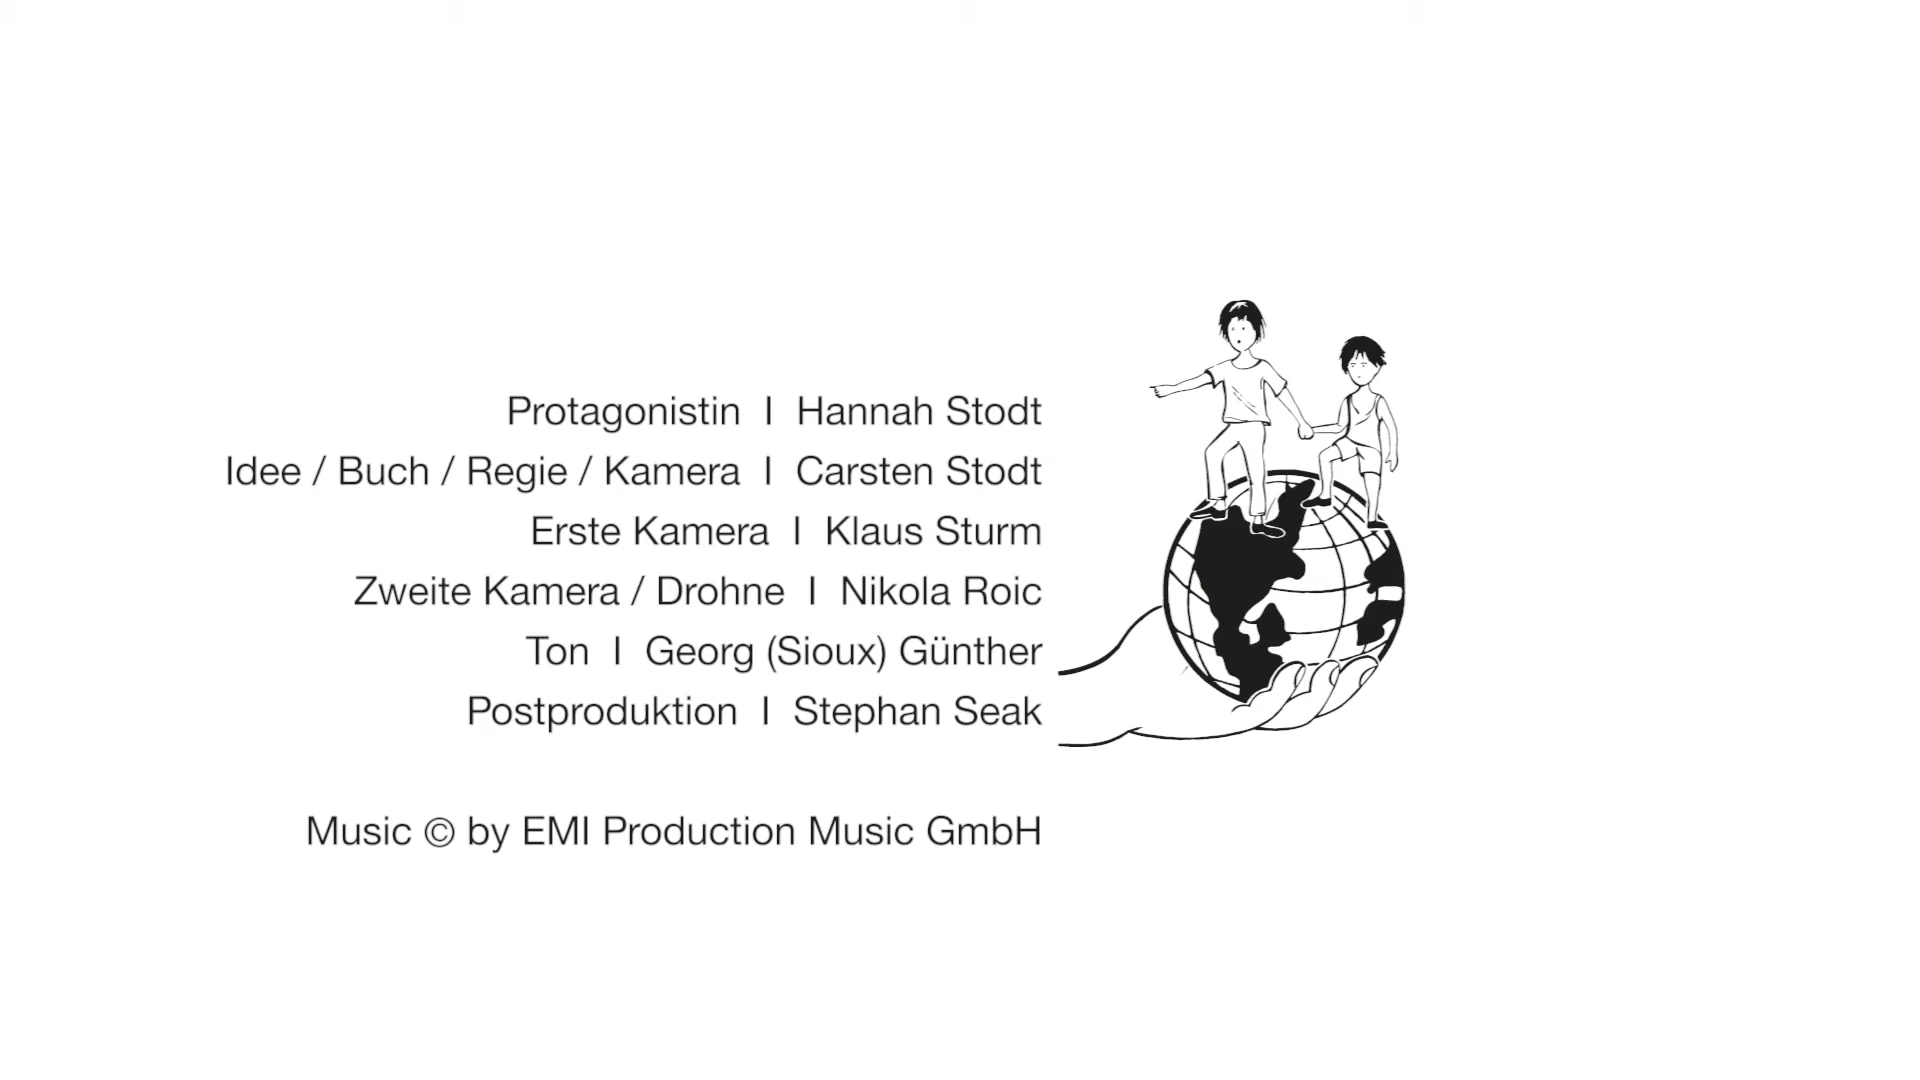 Protagonistin I Hannah Stodt
Idee / Buch / Regie / Kamera I Carsten Stodt
Erste Kamera I Klaus Sturm
Zweite Kamera / Drohne I Nikola Roic
Ton I Georg (Sioux) Günther
Postproduktion I Stephan Seak
Music © by EMI Production Music GmbH